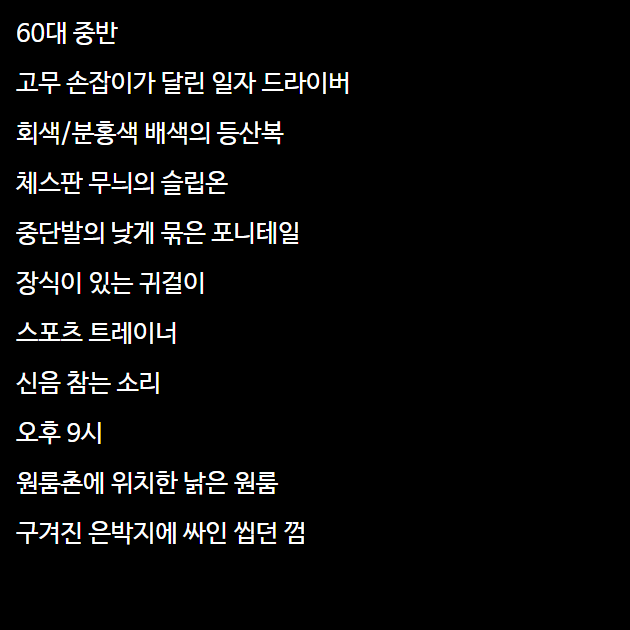 60대 중반
고무 손잡이가 달린 일자 드라이버
회색/분홍색 배색의 등산복
체스판 무늬의 슬립온
중단발의 낮게 묶은 포니테일
장식이 있는 귀걸이
스포츠 트레이너
신음 참는 소리
오후 9시
원룸촌에 위치한 낡은 원룸
구겨진 은박지에 싸인 씹던 껌